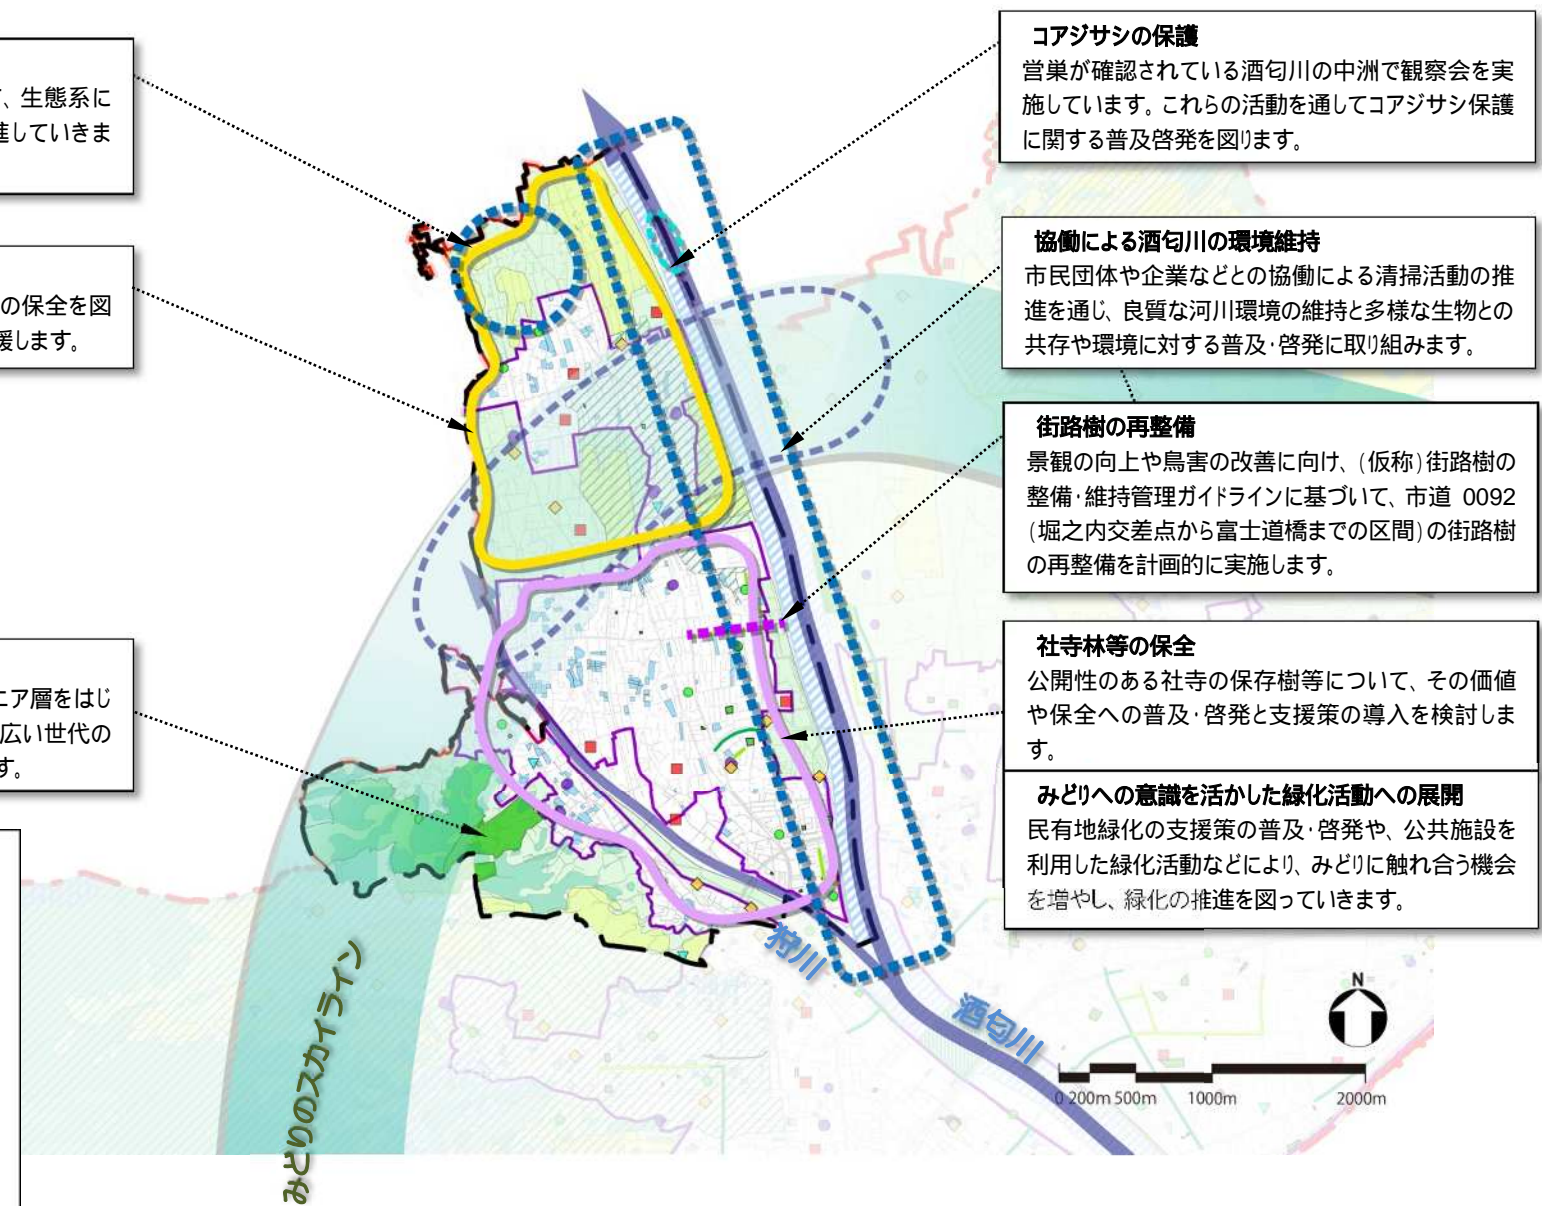 、生態系に
進していきま
の保全を図
援します。
ニア層をはじ
広い世代の
す。
コアジサシの保護
営巣が確認されている酒匂川の中洲で観察会を実
施しています。これらの活動を通してコアジサシ保護
に関する普及啓発を図ります。
協働による酒匂川の環境維持
市民団体や企業などとの協働による清掃活動の推
進を通じ、良質な河川環境の維持と多様な生物との
共存や環境に対する普及・啓発に取り組みます。
街路樹の再整備
景観の向上や鳥害の改善に向け、(仮称)街路樹の
整備・維持管理ガイドラインに基づいて、市道 0092
(堀之内交差点から富士道橋までの区間)の街路樹
の再整備を計画的に実施します。
社寺林等の保全
公開性のある社寺の保存樹等について、その価値
や保全への普及・啓発と支援策の導入を検討しま
す。
みどりへの意識を活かした緑化活動への展開
民有地緑化の支援策の普及・啓発や、公共施設を
利用した緑化活動などにより、みどりに触れ合う機会
を増やし、緑化の推進を図っていきます。
狩川
酒匂川
みどりのスカイライン
N
0 200m 500m 1000m 2000m